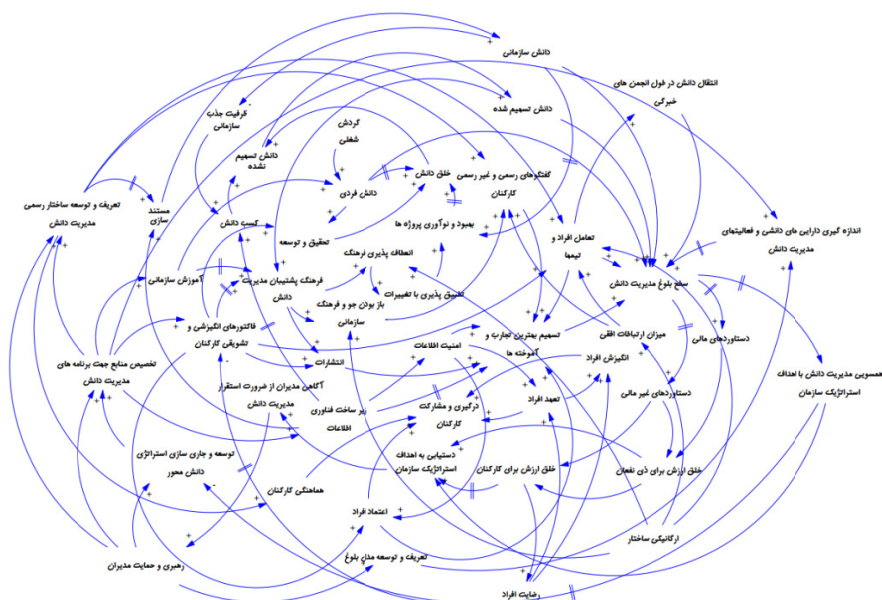 دانش سازمانی
انتقال دانش در فول انجمن های
خبرگی
ظرفیت جذب
سازمانی
دانش تسهیم شده
گردش
شغلی
دانش تسهیم
نشده
خلق دانش
گفتگوهای رسمی و غیر رسمی
کارکنان
دانش فردی
تعریف و توسعه ساختار رسمی
مدیریت دانش
مستند
سازی
کسب دانش
بهبود و نوآوری پروژه ها
اندازه گیری دارایی های دانشی و فعالیتهای
مدیریت دانش
تعامل افراد و
تیمها
تحقیق و توسعه
انعطاف پذیری فرهنگ
آموزش سازمانی
فرهنگ پشتیبان مدیریت
دانش
سطح بلوغ مدیریت دانش
تطبیق پذیری با تغییرات
باز بودن جو و فرهنگ
سازمانی
فاکتورهای انگیزشی و
تشویقی کارکنان
تسهیم بهترین تجارب و
آموخته ها
میزان ارتباطات افقی
دستاوردهای مالی
امنیت اطلاعات
انتشارات
انگیزش افراد
تخصیص منابع جهت برنامه های
مدیریت دانش
همسویی مدیریت دانش با اهداف
استراتژیک سازمان
آگاهی مدیران از ضرورت استقرار
مدیریت دانش
زیر ساخت فناوری
اطلاعات
درگیری و مشارکت
کارکنان
تعهد افراد
دستاوردهای غیر مالی
توسعه و جاری سازی استراتژی
دانش محور
دستیابی به اهداف
استراتژیک سازمان
خلق ارزش برای کارکنان
خلق ارزش برای ذی نفعان
هماهنگی کارکنان
اعتماد افراد
ارگانیکی ساختار
رهبری و حمایت مدیران
تعریف و توسعه مدل بلوغ
رضایت افراد